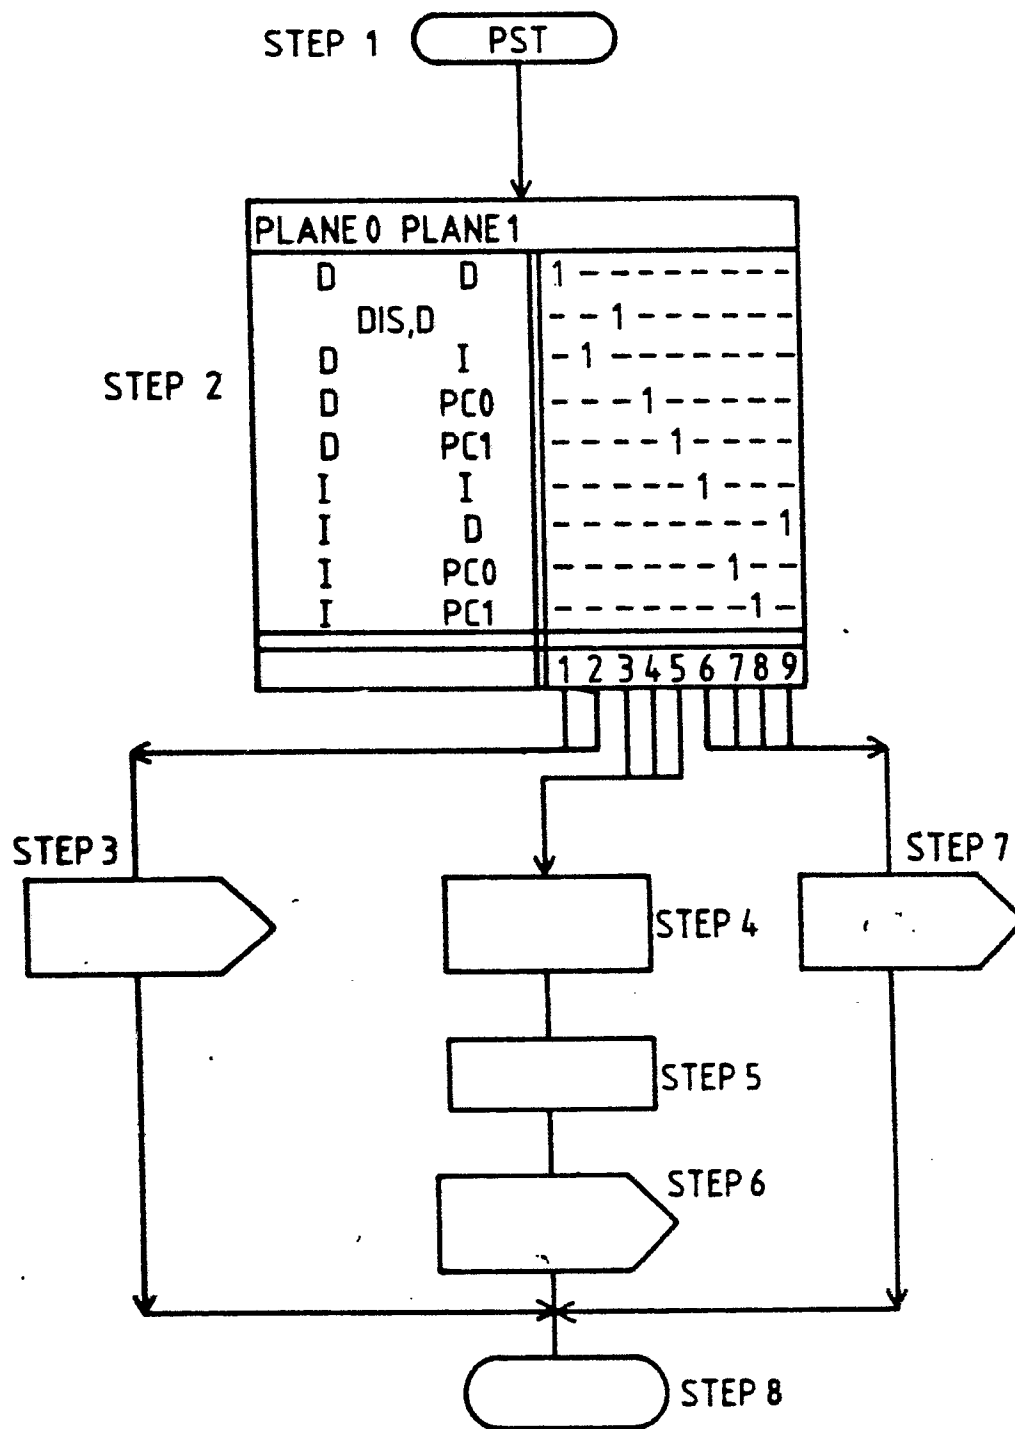 STEP 1 PST
PLANE 0 PLANE 1
D D 1 - - - - - - - -
DIS,D - - 1 - - - - - -
STEP 2
D I - 1 - - - - - - -
D PC0 - - - 1 - - - - -
D PC1 - - - - 1 - - - -
I I - - - - - 1 - - -
I D - - - - - - - - 1
I PC0 - - - - - - 1 - -
I PC1 - - - - - - - 1 -
1 2 3 4 5 6 7 8 9
STEP 3
STEP 7
STEP 4
STEP 5
STEP 6
STEP 8